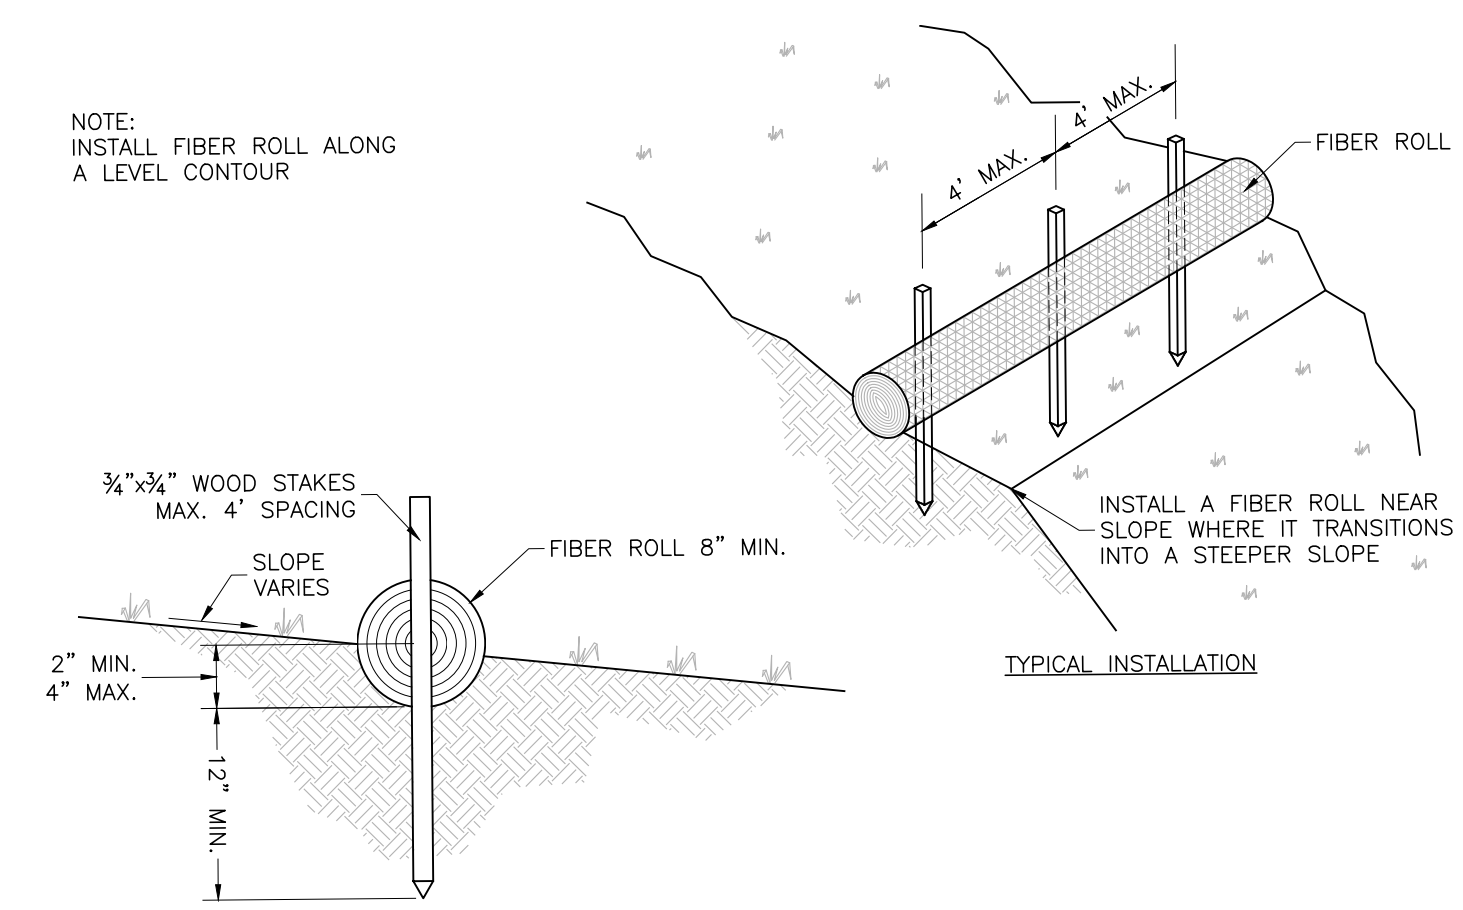 NOTE:
INSTALL FIBER ROLL ALONG
A LEVEL CONTOUR
4' MAX.
4' MAX.
FIBER ROLL
¾"x¾" WOOD STAKES
MAX. 4' SPACING
SLOPE
VARIES
FIBER ROLL 8" MIN.
2" MIN.
4" MAX.
12" MIN.
INSTALL A FIBER ROLL NEAR
SLOPE WHERE IT TRANSITIONS
INTO A STEEPER SLOPE
TYPICAL INSTALLATION